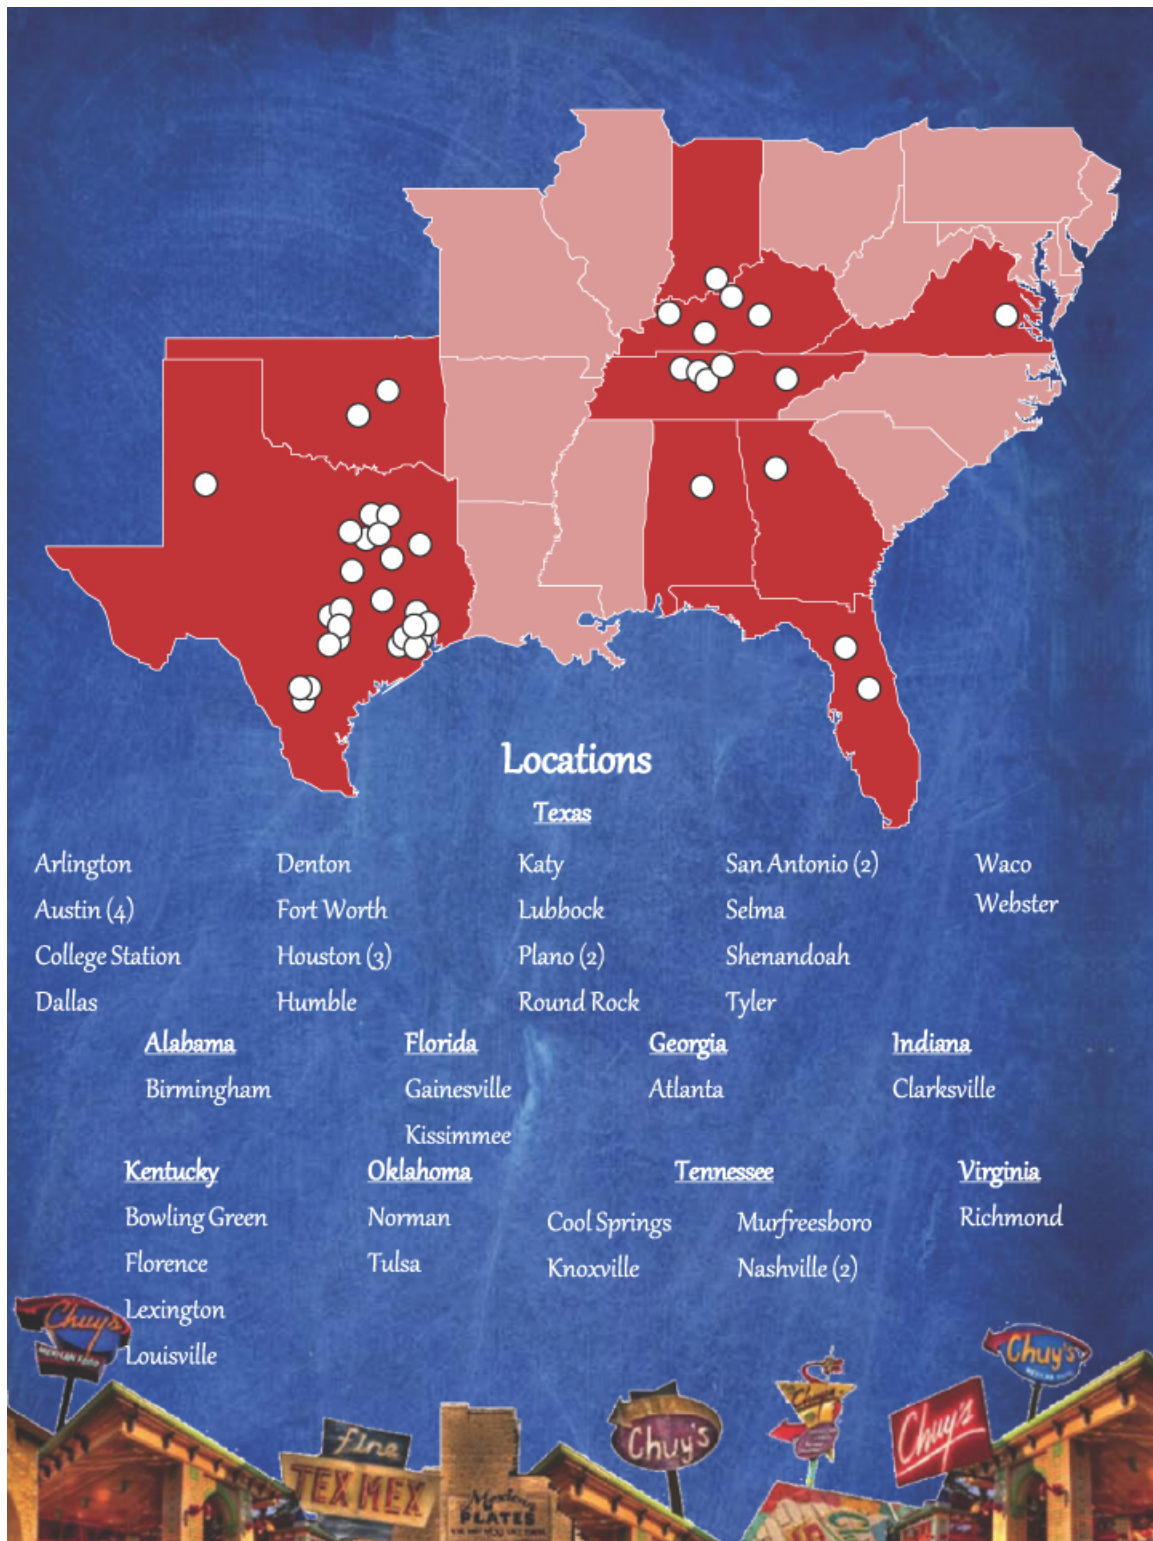 Locations
Texas
Arlington Denton Katy San Antonio (2) Waco
Austin (4) Fort Worth Lubbock Selma Webster
College Station Houston (3) Plano (2) Shenandoah
Dallas Humble Round Rock Tyler
Alabama Florida Georgia Indiana
Birmingham Gainesville Atlanta Clarksville
Kissimmee
Kentucky Oklahoma Tennessee Virginia
Bowling Green Norman Cool Springs Murfreesboro Richmond
Florence Tulsa Knoxville Nashville (2)
Lexington
Louisville
Chuy's
MEXICAN FOOD
Chuy's
Chuy's
Chuy's
Chuy's
fine
TEX MEX
PLATES